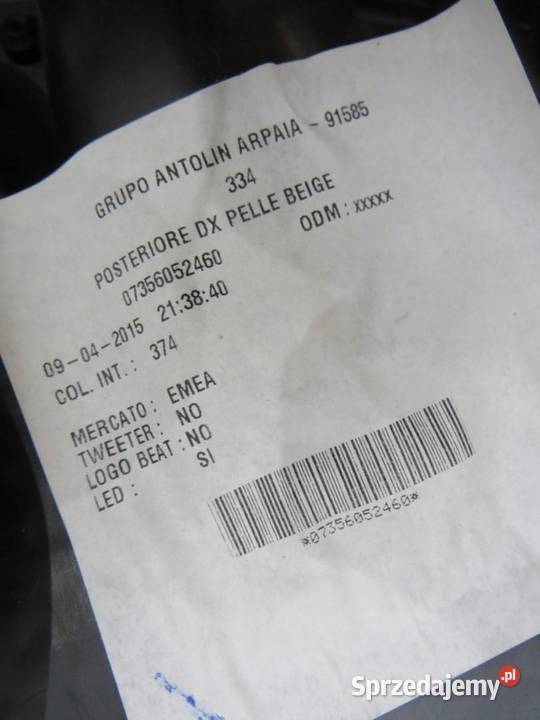 GRUPO ANTOLIN ARPAIA - 91585
334
POSTERIORE DX PELLE BEIGE
07356052460 ODM : xxxxx
09-04-2015 21:38:40
COL. INT. : 374
MERCATO : EMEA
TWEETER : NO
LOGO BEAT : NO
LED : SI
*07356052460*
Sprzedajemy.pl